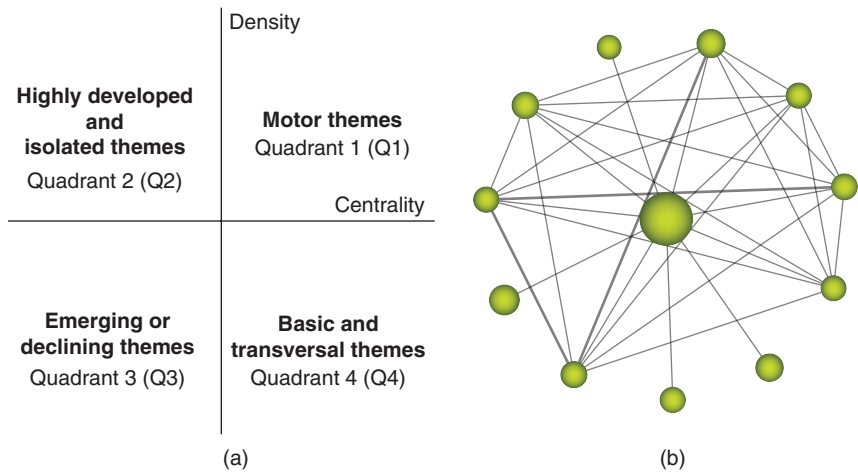 Density
Highly developed
and
isolated themes
Quadrant 2 (Q2)
Motor themes
Quadrant 1 (Q1)
Centrality
Emerging or
declining themes
Quadrant 3 (Q3)
Basic and
transversal themes
Quadrant 4 (Q4)
(a)
(b)